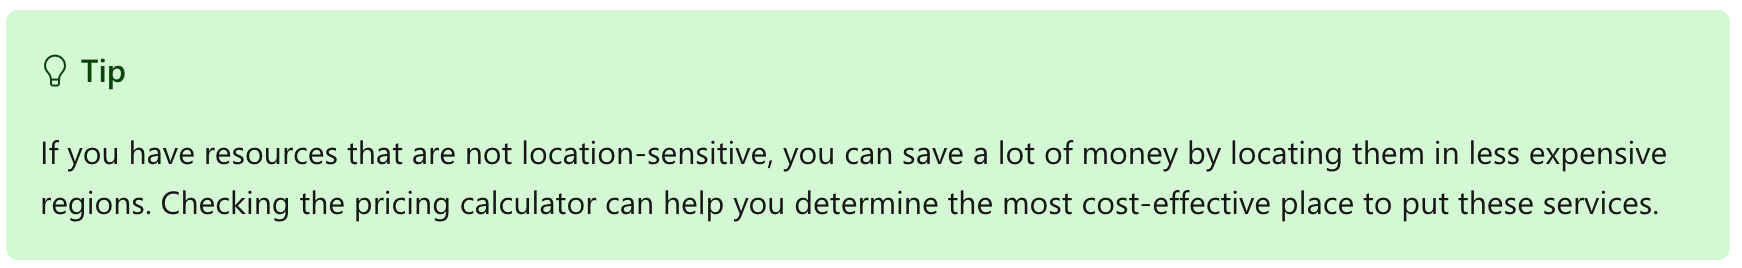 Tip
If you have resources that are not location-sensitive, you can save a lot of money by locating them in less expensive
regions. Checking the pricing calculator can help you determine the most cost-effective place to put these services.